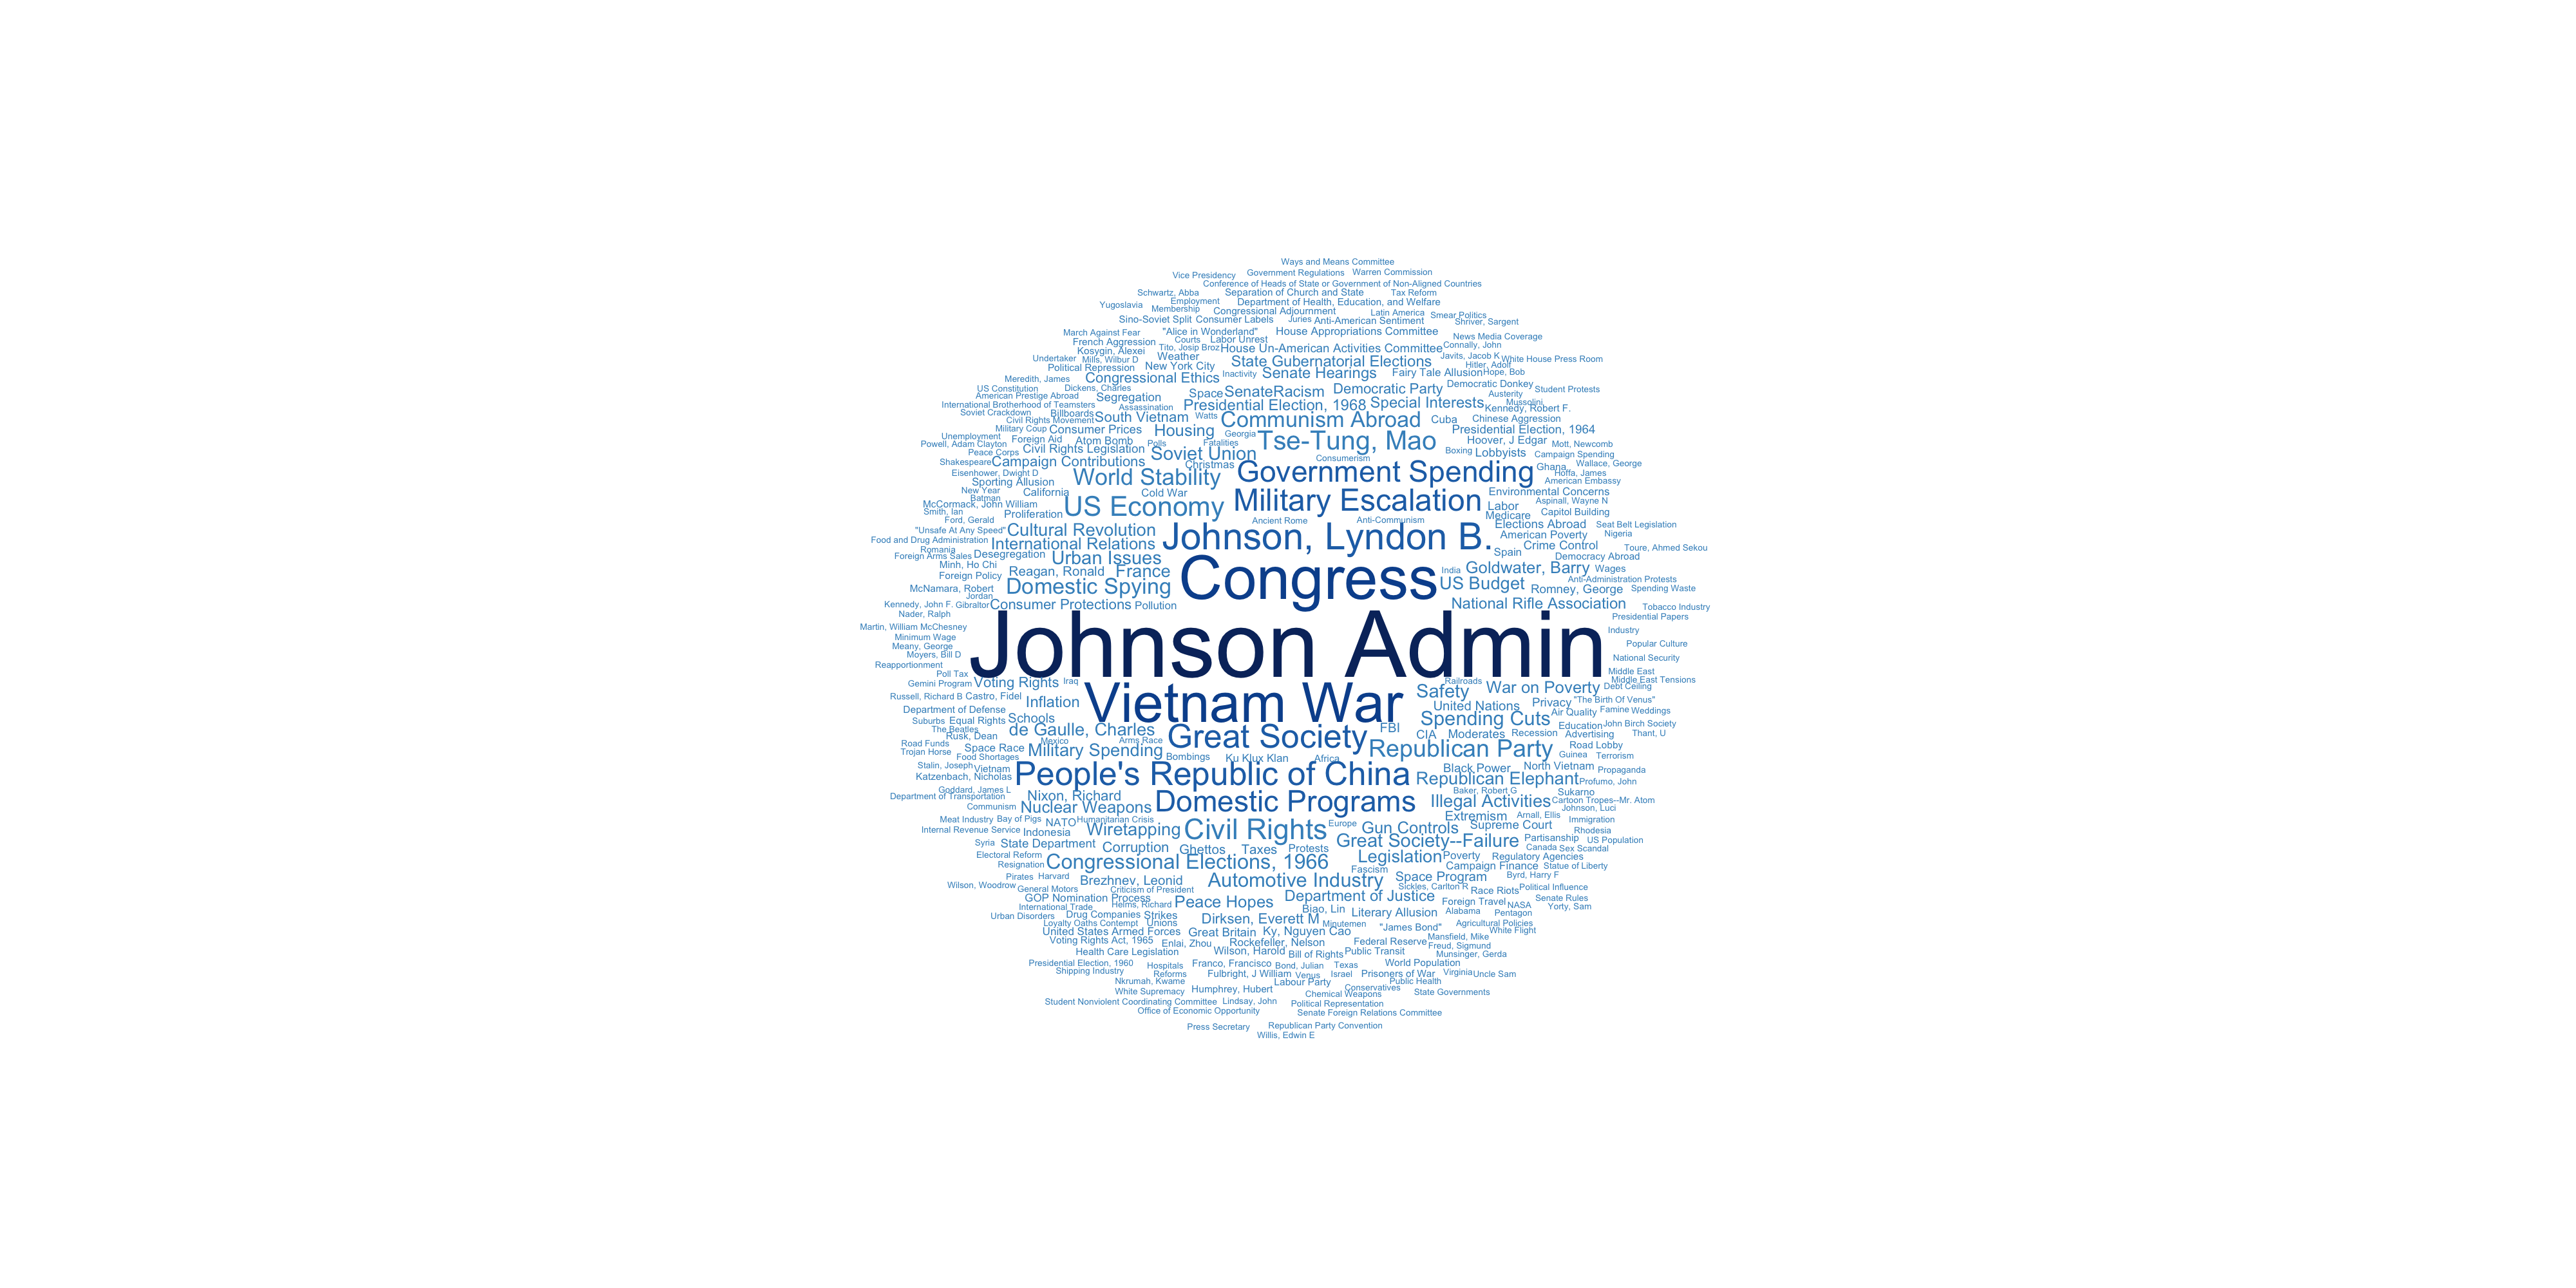 Ways and Means Committee
Vice Presidency Government Regulations Warren Commission
Conference of Heads of State or Government of Non-Aligned Countries
Schwartz, Abba Separation of Church and State Tax Reform
Yugoslavia Employment Department of Health, Education, and Welfare
Membership Congressional Adjournment Latin America Smear Politics
Sino-Soviet Split Consumer Labels Juries Anti-American Sentiment Shriver, Sargent
March Against Fear "Alice in Wonderland" House Appropriations Committee News Media Coverage
French Aggression Courts Labor Unrest Connally, John
Kosygin, Alexei Tito, Josip Broz House Un-American Activities Committee
Undertaker Mills, Wilbur D Weather State Gubernatorial Elections Javits, Jacob K White House Press Room
Political Repression New York City Hitler, Adolf
Meredith, James Congressional Ethics Inactivity Senate Hearings Fairy Tale Allusion Hope, Bob
US Constitution Dickens, Charles Space Senate Racism Democratic Party Democratic Donkey Student Protests
American Prestige Abroad Segregation Austerity
International Brotherhood of Teamsters Assassination Presidential Election, 1968 Special Interests Mussolini
Soviet Crackdown Billboards South Vietnam Watts Communism Abroad Cuba Kennedy, Robert F. Chinese Aggression
Civil Rights Movement
Military Coup Consumer Prices Housing Georgia Tse-Tung, Mao Presidential Election, 1964
Unemployment Foreign Aid Atom Bomb Polls Fatalities Hoover, J Edgar Mott, Newcomb
Powell, Adam Clayton Civil Rights Legislation Soviet Union Boxing Lobbyists Campaign Spending
Peace Corps
Shakespeare Campaign Contributions Christmas Consumerism Ghana Wallace, George
Eisenhower, Dwight D World Stability Government Spending Hoffa, James
Sporting Allusion American Embassy
New Year California Cold War Environmental Concerns
Batman Military Escalation Aspinall, Wayne N
McCormack, John William US Economy Labor
Smith, Ian Proliferation Medicare Capitol Building
Ford, Gerald Ancient Rome Anti-Communism Elections Abroad Seat Belt Legislation
"Unsafe At Any Speed" Cultural Revolution Johnson, Lyndon B. American Poverty Nigeria
Food and Drug Administration International Relations Crime Control Toure, Ahmed Sekou
Romania Spain
Foreign Arms Sales Desegregation Urban Issues Democracy Abroad
Minh, Ho Chi Reagan, Ronald France Congress India Goldwater, Barry Wages
Foreign Policy Anti-Administration Protests
McNamara, Robert Domestic Spying US Budget Romney, George Spending Waste
Jordan
Kennedy, John F. Gibraltor Consumer Protections Pollution National Rifle Association Tobacco Industry
Nader, Ralph Presidential Papers
Martin, William McChesney Johnson Admin Industry
Minimum Wage
Meany, George Popular Culture
Moyers, Bill D National Security
Reapportionment
Poll Tax Middle East
Gemini Program Voting Rights Iraq Railroads Middle East Tensions
Russell, Richard B Castro, Fidel Vietnam War Safety War on Poverty Debt Ceiling
Inflation United Nations Privacy "The Birth Of Venus"
Department of Defense Air Quality Famine Weddings
Suburbs Equal Rights Schools Spending Cuts Education John Birch Society
The Beatles de Gaulle, Charles Great Society FBI CIA Moderates Recession Advertising Thant, U
Rusk, Dean
Road Funds Mexico Arms Race Road Lobby
Trojan Horse Space Race Military Spending Republican Party Guinea Terrorism
Food Shortages Bombings Ku Klux Klan Africa
Stalin, Joseph Vietnam People's Republic of China Black Power North Vietnam Propaganda
Katzenbach, Nicholas Republican Elephant Profumo, John
Goddard, James L Baker, Robert G Sukarno
Department of Transportation Nixon, Richard Domestic Programs Illegal Activities Cartoon Tropes--Mr. Atom
Communism Nuclear Weapons Johnson, Luci
Meat Industry Bay of Pigs NATO Humanitarian Crisis Extremism Arnall, Ellis Immigration
Internal Revenue Service Indonesia Wiretapping Civil Rights Europe Gun Controls Supreme Court Rhodesia
Syria State Department Corruption Ghettos Taxes Protests Great Society--Failure Partisanship US Population
Canada Sex Scandal
Electoral Reform Legislation Poverty Regulatory Agencies
Resignation Congressional Elections, 1966 Fascism Campaign Finance Statue of Liberty
Pirates Harvard Brezhnev, Leonid Automotive Industry Space Program Byrd, Harry F
Wilson, Woodrow General Motors Criticism of President Sickles, Carlton R Race Riots Political Influence
GOP Nomination Process Department of Justice Senate Rules
International Trade Helms, Richard Peace Hopes Foreign Travel NASA Yorty, Sam
Urban Disorders Drug Companies Strikes Biao, Lin Literary Allusion Alabama Pentagon
Loyalty Oaths Contempt Unions Dirksen, Everett M Minutemen "James Bond" Agricultural Policies
United States Armed Forces Great Britain Ky, Nguyen Cao White Flight
Voting Rights Act, 1965 Enlai, Zhou Rockefeller, Nelson Federal Reserve Mansfield, Mike
Freud, Sigmund
Health Care Legislation Wilson, Harold Bill of Rights Public Transit Munsinger, Gerda
Presidential Election, 1960 Hospitals Franco, Francisco Bond, Julian Texas World Population
Shipping Industry Reforms Fulbright, J William Venus Israel Prisoners of War Virginia Uncle Sam
Nkrumah, Kwame Labour Party Public Health
White Supremacy Humphrey, Hubert Conservatives State Governments
Chemical Weapons
Student Nonviolent Coordinating Committee Lindsay, John Political Representation
Office of Economic Opportunity Senate Foreign Relations Committee
Press Secretary Republican Party Convention
Willis, Edwin E